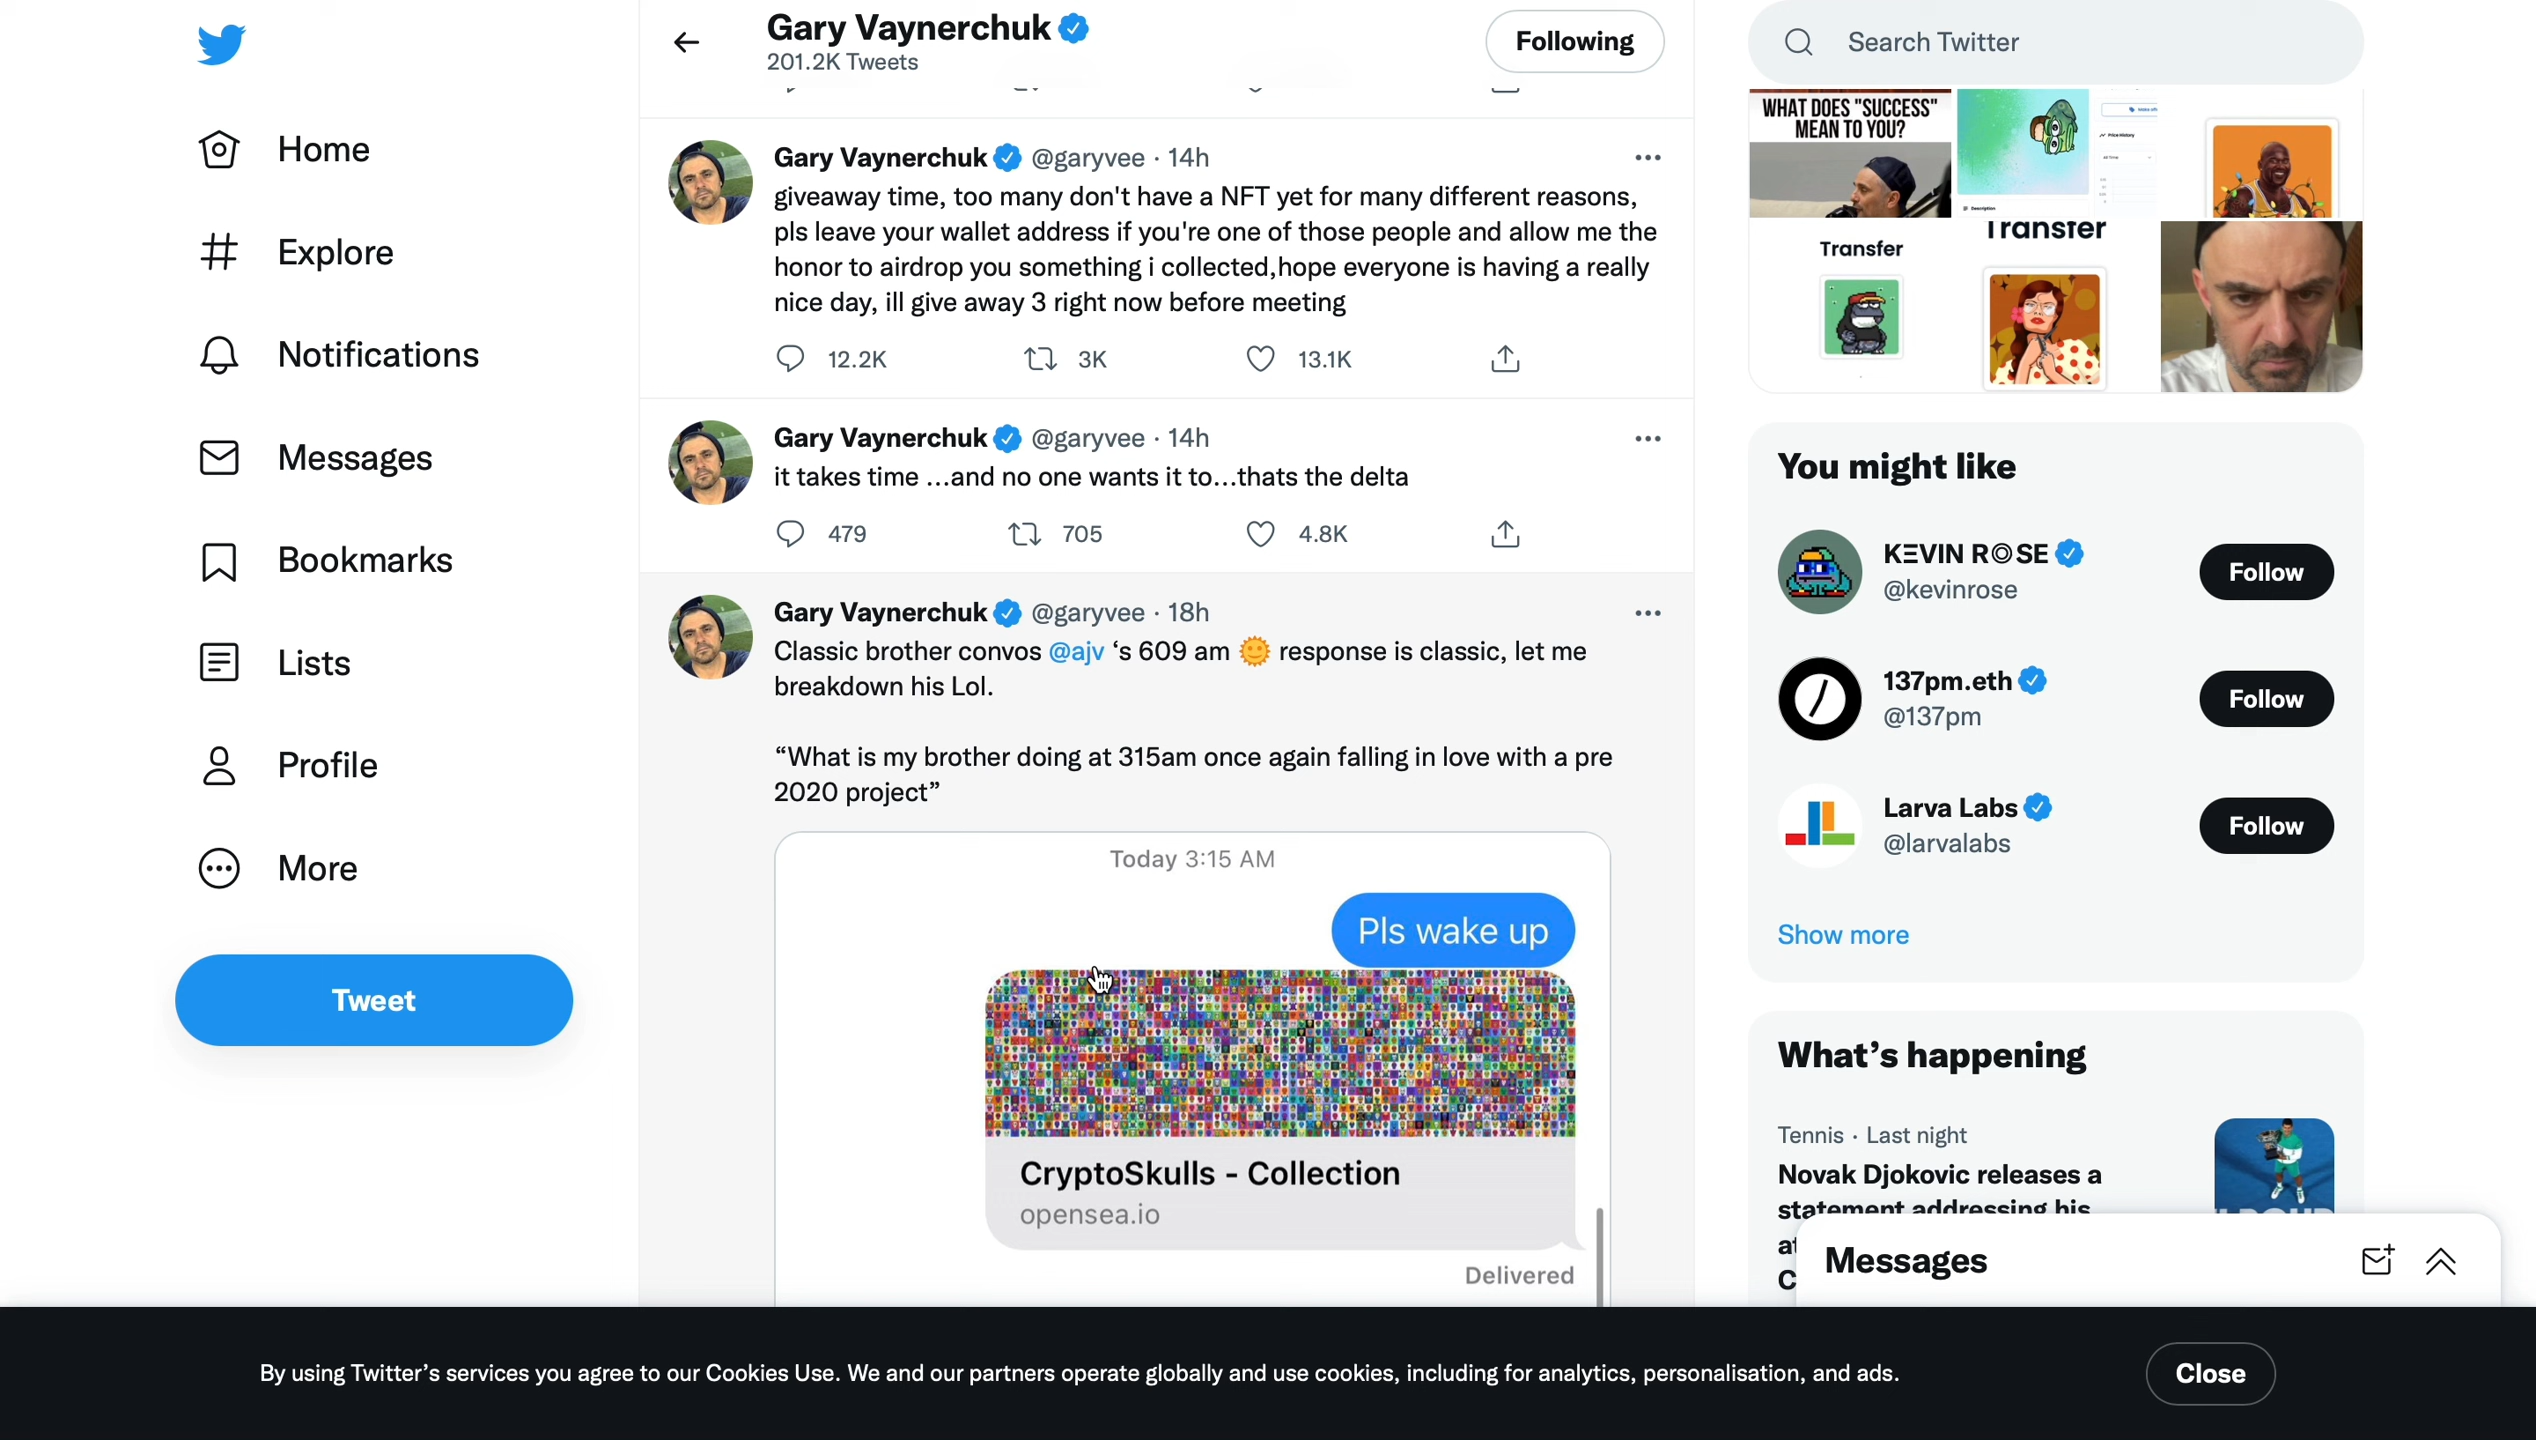 Gary Vaynerchuk
201.2K Tweets
Following
Search Twitter
Home
Explore
Notifications
Messages
Bookmarks
Lists
Profile
More
Tweet
Gary Vaynerchuk @garyvee · 14h
giveaway time, too many don't have a NFT yet for many different reasons,
pls leave your wallet address if you're one of those people and allow me the
honor to airdrop you something i collected,hope everyone is having a really
nice day, ill give away 3 right now before meeting
12.2K 3K 13.1K
Gary Vaynerchuk @garyvee · 14h
it takes time ...and no one wants it to...thats the delta
479 705 4.8K
Gary Vaynerchuk @garyvee · 18h
Classic brother convos @ajv ‘s 609 am 🌞 response is classic, let me
breakdown his Lol.
“What is my brother doing at 315am once again falling in love with a pre
2020 project”
Today 3:15 AM
Pls wake up
CryptoSkulls - Collection
opensea.io
Delivered
WHAT DOES "SUCCESS"
MEAN TO YOU?
Price History
All Time
Description
Transfer
Transfer
You might like
KΞVIN R◎SE
@kevinrose
Follow
137pm.eth
@137pm
Follow
Larva Labs
@larvalabs
Follow
Show more
What’s happening
Tennis · Last night
Novak Djokovic releases a
statement addressing his
Messages
By using Twitter’s services you agree to our Cookies Use. We and our partners operate globally and use cookies, including for analytics, personalisation, and ads.
Close